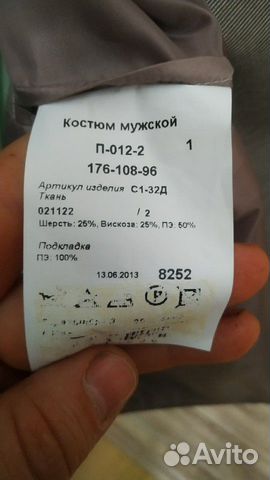 Костюм мужской
П-012-2 1
176-108-96
Артикул изделия С1-32Д
Ткань
021122 / 2
Шерсть: 25%, Вискоза: 25%, ПЭ: 50%
Подкладка
ПЭ: 100%
13.06.2013 8252
P F
Avito